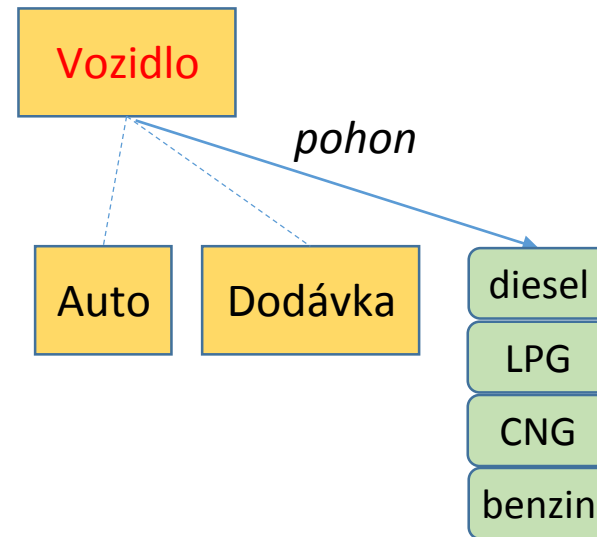 Vozidlo
pohon
Auto
Dodávka
diesel
LPG
CNG
benzin